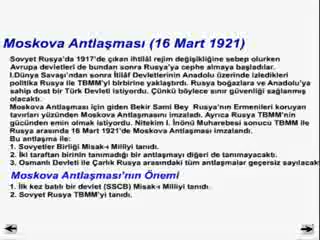 Moskova Antlaşması (16 Mart 1921)
Sovyet Rusya'da 1917'de çıkan ihtilâl rejim değişikliğine sebep olurken
Avrupa devletleri de bundan sonra Rusya'ya cephe almaya başladılar.
I.Dünya Savaşı'ndan sonra İtilâf Devletlerinin Anadolu üzerinde izledikleri
politika Rusya ile TBMM'yi birbirine yaklaştırdı. Rusya boğazlara ve Anadolu'ya
sahip dost bir Türk Devleti istiyordu. Çünkü böylece sınır güvenliği sağlanmış
olacaktı.
Moskova Antlaşması için giden Bekir Sami Bey Rusya'nın Ermenileri koruyan
tavırları yüzünden Moskova Antlaşmasını imzaladı. Ayrıca Rusya TBMM'nin
gücünden emin olmak istiyordu. Nitekim I. İnönü Muharebesi sonucu TBMM ile
Rusya arasında 16 Mart 1921'de Moskova Antlaşması imzalandı.
Bu antlaşma ile:
1. Sovyetler Birliği Misak-ı Milliyi tanıdı.
2. İki taraftan birinin tanımadığı bir antlaşmayı diğeri de tanımayacaktı.
3. Osmanlı Devleti ile Çarlık Rusya arasındaki tüm antlaşmalar geçersiz sayılacak
Moskova Antlaşması'nın Önemi
1. İlk kez batılı bir devlet (SSCB) Misak-ı Milliyi tanıdı.
2. Sovyet Rusya TBMM'yi tanıdı.